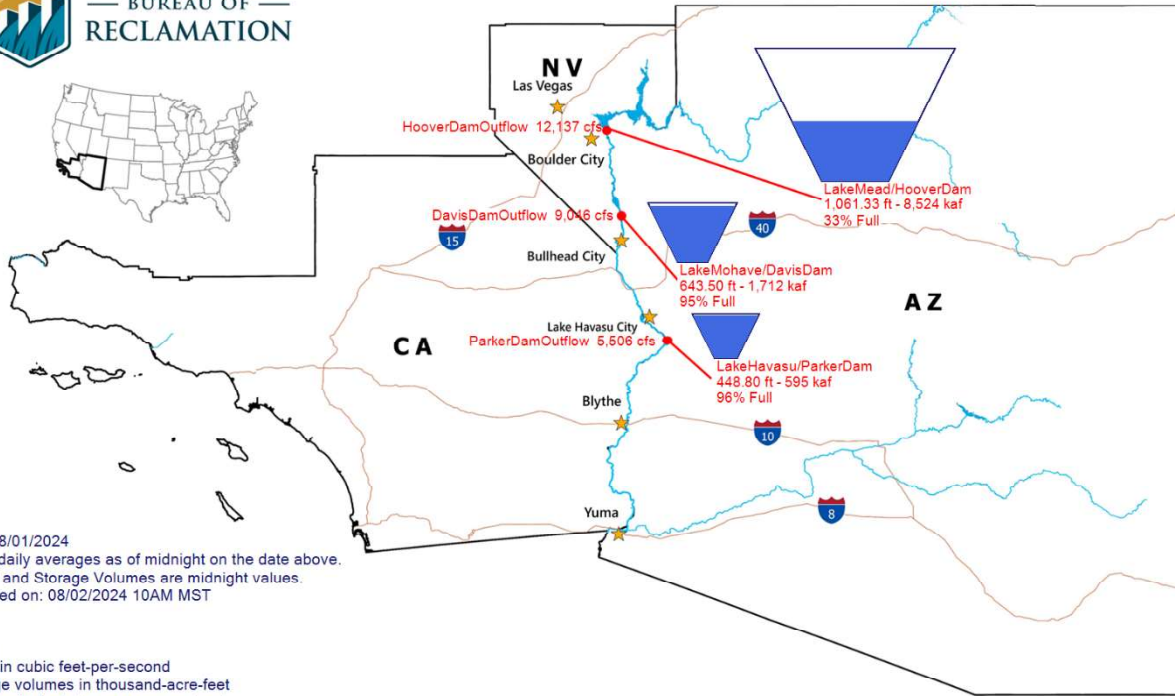 BUREAU OF
RECLAMATION
NV
Las Vegas
HooverDamOutflow 12,137 cfs
Boulder City
LakeMead/HooverDam
1,061.33 ft - 8,524 kaf
33% Full
DavisDamOutflow 9,046 cfs
15
40
Bullhead City
LakeMohave/DavisDam
643.50 ft - 1,712 kaf
95% Full
AZ
CA
Lake Havasu City
ParkerDamOutflow 5,506 cfs
LakeHavasu/ParkerDam
448.80 ft - 595 kaf
96% Full
Blythe
10
Yuma
8
8/01/2024
daily averages as of midnight on the date above.
and Storage Volumes are midnight values.
ed on: 08/02/2024 10AM MST
in cubic feet-per-second
ge volumes in thousand-acre-feet